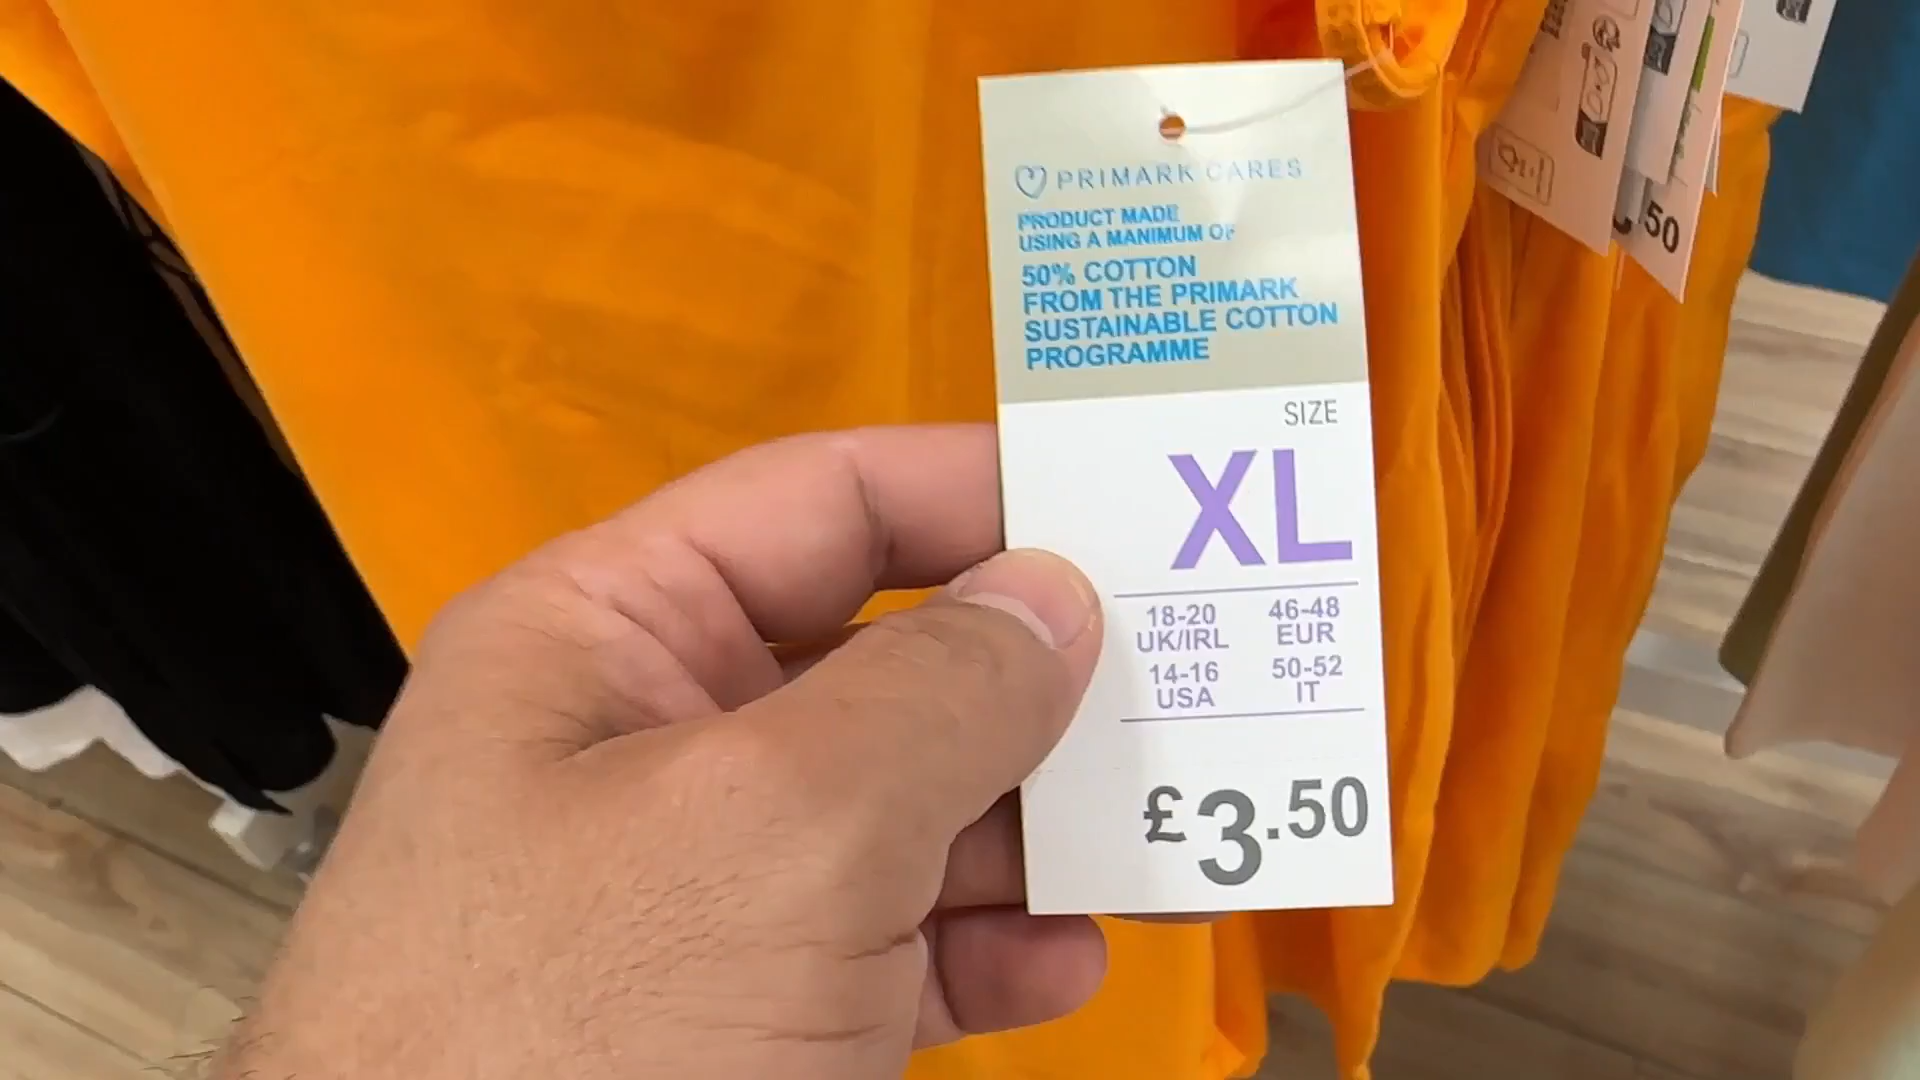 PRIMARK CARES
PRODUCT MADE
USING A MANIMUM OF
50% COTTON
FROM THE PRIMARK
SUSTAINABLE COTTON
PROGRAMME
SIZE
XL
18-20 46-48
UK/IRL EUR
14-16 50-52
USA IT
£3.50
50